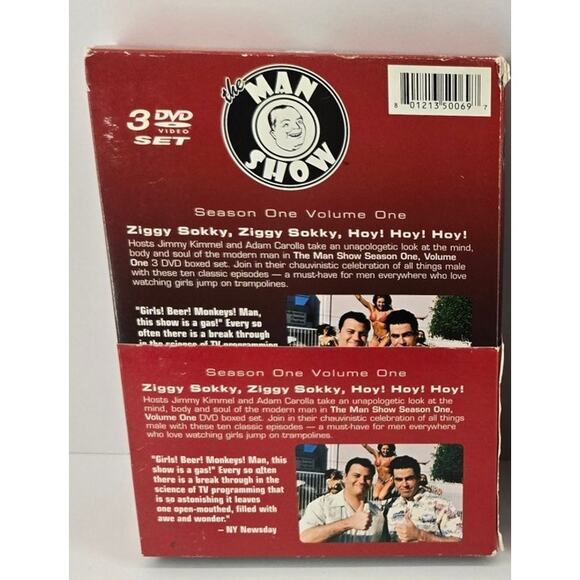 the
MAN
SHOW
3 DVD
VIDEO
SET
8 01213 50069 7
Season One Volume One
Ziggy Sokky, Ziggy Sokky, Hoy! Hoy! Hoy!
Hosts Jimmy Kimmel and Adam Carolla take an unapologetic look at the mind,
body and soul of the modern man in The Man Show Season One, Volume
One 3 DVD boxed set. Join in their chauvinistic celebration of all things male
with these ten classic episodes — a must-have for men everywhere who love
watching girls jump on trampolines.
"Girls! Beer! Monkeys! Man,
this show is a gas!" Every so
often there is a break through
in the science of TV programming
Season One Volume One
Ziggy Sokky, Ziggy Sokky, Hoy! Hoy! Hoy!
Hosts Jimmy Kimmel and Adam Carolla take an unapologetic look at the
mind, body and soul of the modern man in The Man Show Season One,
Volume One DVD boxed set. Join in their chauvinistic celebration of all things
male with these ten classic episodes — a must-have for men everywhere who
love watching girls jump on trampolines.
"Girls! Beer! Monkeys! Man, this
show is a gas!" Every so often
there is a break through in the
science of TV programming that
is so astonishing it leaves
one open-mouthed, filled with
awe and wonder."
– NY Newsday